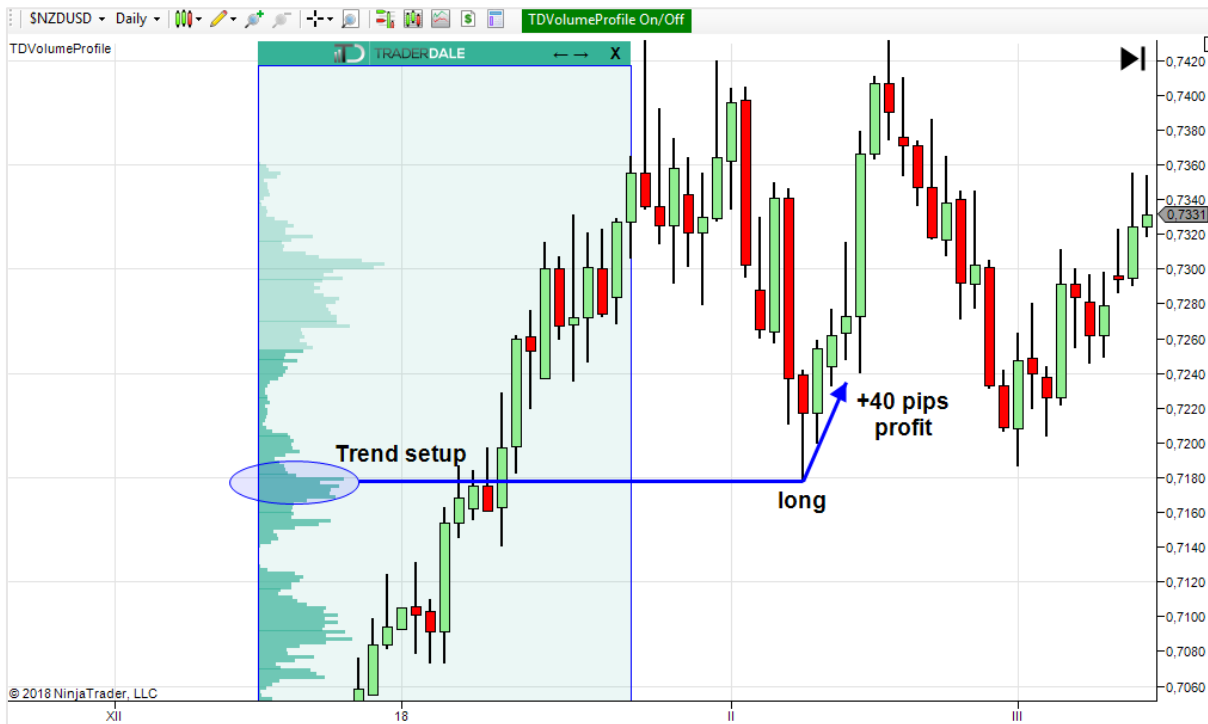 $NZDUSD Daily TDVolumeProfile On/Off
TDVolumeProfile
TD TRADERDALE ←→ X
0,7420
0,7400
0,7380
0,7360
0,7340
0,7331
0,7320
0,7300
0,7280
0,7260
0,7240
+40 pips
profit
0,7220
0,7200
Trend setup
0,7180
long
0,7160
0,7140
0,7120
0,7100
0,7080
0,7060
© 2018 NinjaTrader, LLC
XII 18 II III